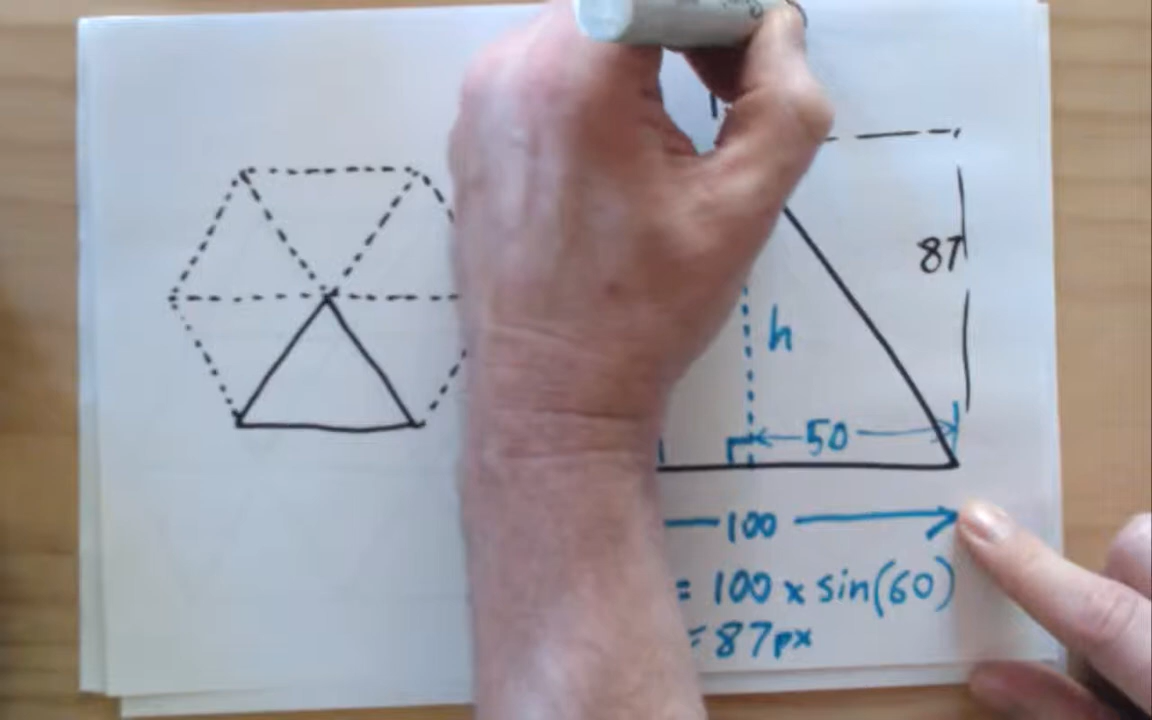 87
h
50
100
= 100 x sin(60)
= 87px